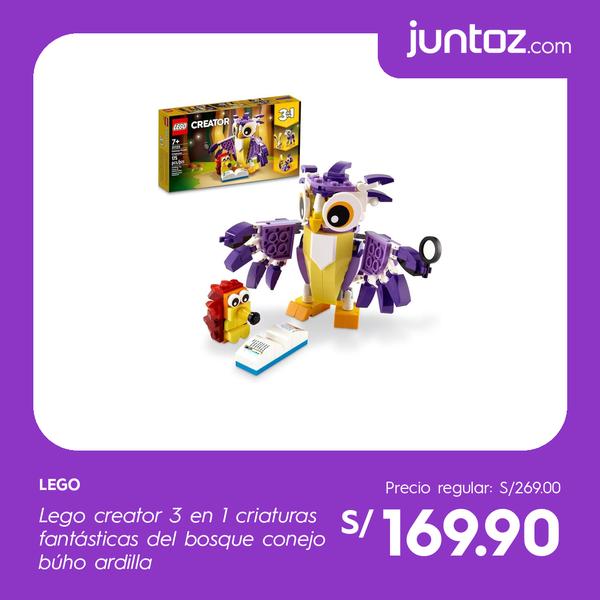 juntoz.com
LEGO CREATOR
3in1
7+
LEGO
Precio regular: S/269.00
Lego creator 3 en 1 criaturas
fantásticas del bosque conejo
búho ardilla
S/ 169.90